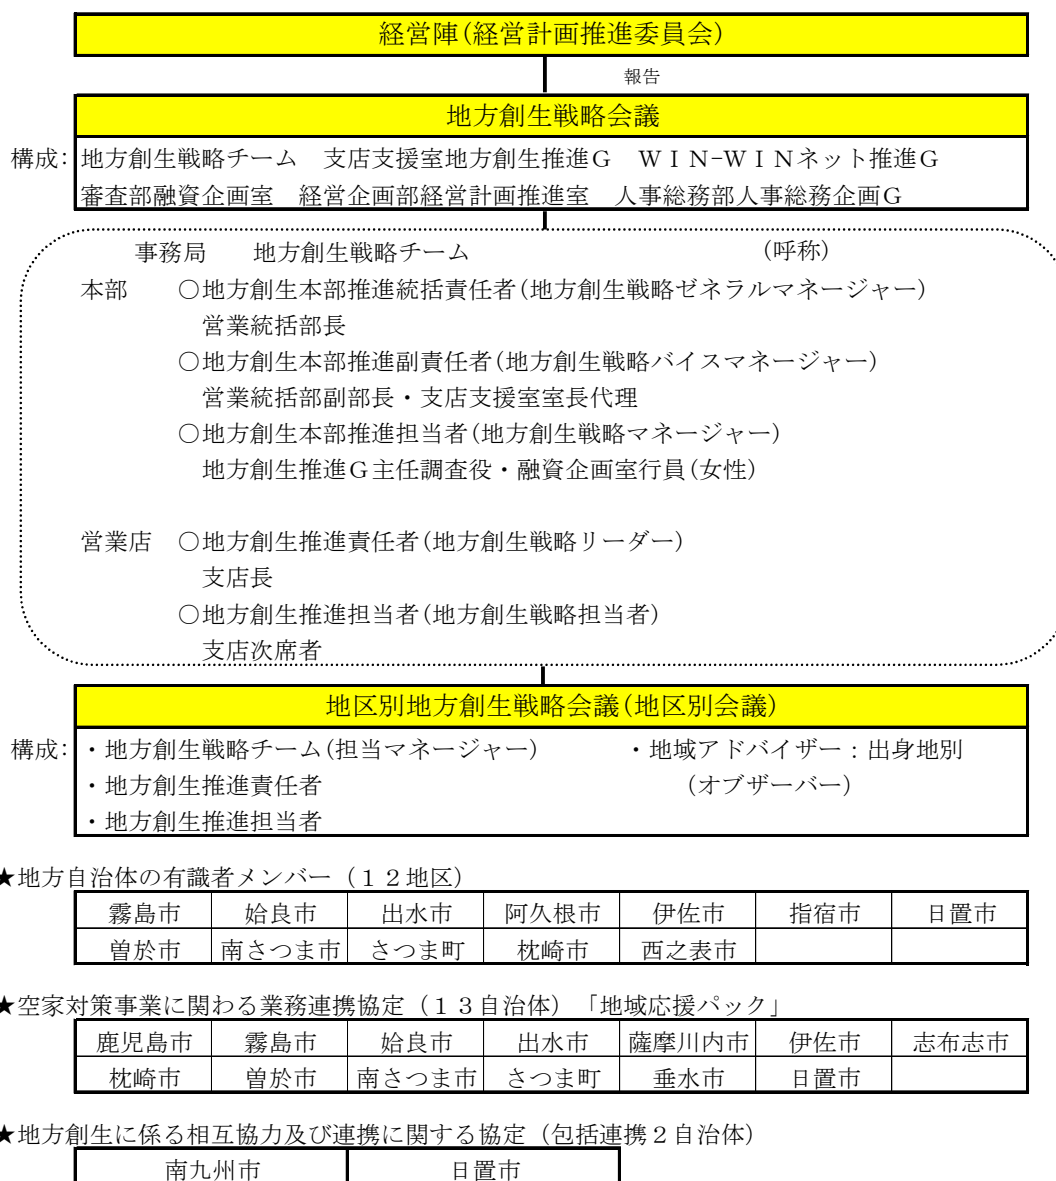 経営陣(経営計画推進委員会)
報告
地方創生戦略会議
構成: 地方創生戦略チーム　支店支援室地方創生推進Ｇ　ＷＩＮ-ＷＩＮネット推進Ｇ
審査部融資企画室　経営企画部経営計画推進室　人事総務部人事総務企画Ｇ
事務局　地方創生戦略チーム　(呼称)
本部　○地方創生本部推進統括責任者(地方創生戦略ゼネラルマネージャー)
営業統括部長
○地方創生本部推進副責任者(地方創生戦略バイスマネージャー)
営業統括部副部長・支店支援室室長代理
○地方創生本部推進担当者(地方創生戦略マネージャー)
地方創生推進Ｇ主任調査役・融資企画室行員(女性)
営業店　○地方創生推進責任者(地方創生戦略リーダー)
支店長
○地方創生推進担当者(地方創生戦略担当者)
支店次席者
地区別地方創生戦略会議(地区別会議)
構成: ・地方創生戦略チーム(担当マネージャー)　・地域アドバイザー：出身地別
・地方創生推進責任者　(オブザーバー)
・地方創生推進担当者
★地方自治体の有識者メンバー（１２地区）
霧島市　姶良市　出水市　阿久根市　伊佐市　指宿市　日置市
曽於市　南さつま市　さつま町　枕崎市　西之表市
★空家対策事業に関わる業務連携協定（１３自治体）「地域応援パック」
鹿児島市　霧島市　姶良市　出水市　薩摩川内市　伊佐市　志布志市
枕崎市　曽於市　南さつま市　さつま町　垂水市　日置市
★地方創生に係る相互協力及び連携に関する協定（包括連携２自治体）
南九州市　日置市